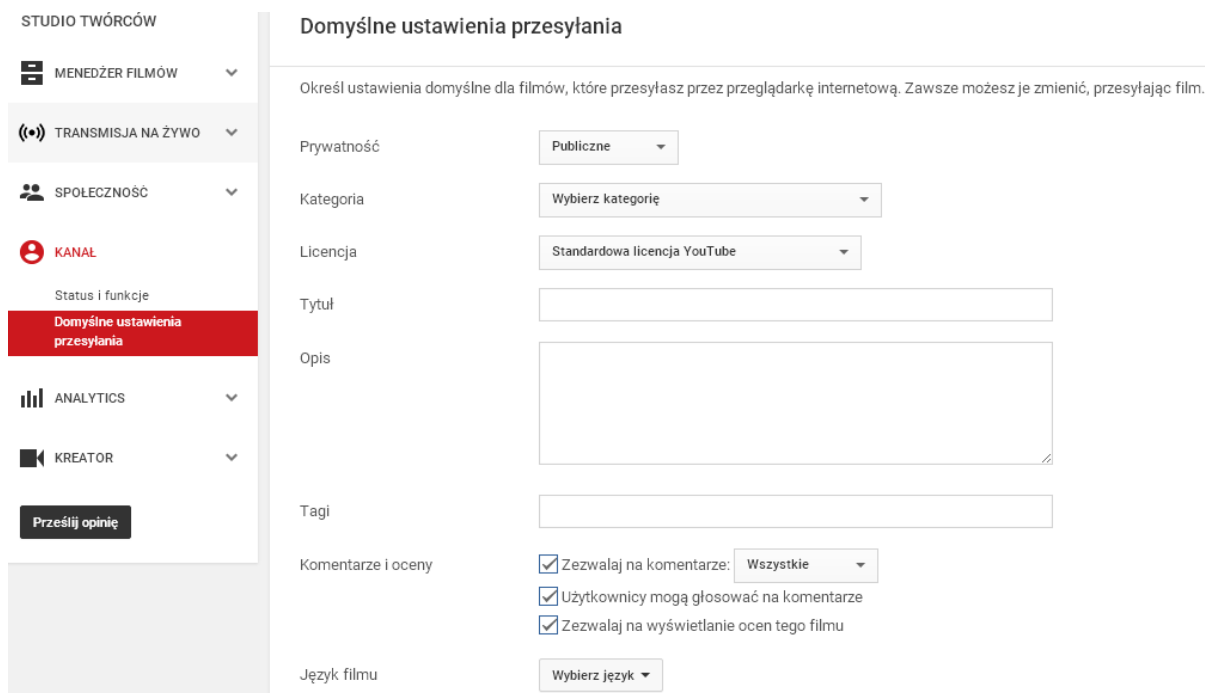 STUDIO TWÓRCÓW
MENEDŻER FILMÓW
TRANSMISJA NA ŻYWO
SPOŁECZNOŚĆ
KANAŁ
Status i funkcje
Domyślne ustawienia
przesyłania
ANALYTICS
KREATOR
Prześlij opinię
Domyślne ustawienia przesyłania
Określ ustawienia domyślne dla filmów, które przesyłasz przez przeglądarkę internetową. Zawsze możesz je zmienić, przesyłając film.
Prywatność Publiczne
Kategoria Wybierz kategorię
Licencja Standardowa licencja YouTube
Tytuł
Opis
Tagi
Komentarze i oceny Zezwalaj na komentarze: Wszystkie
Użytkownicy mogą głosować na komentarze
Zezwalaj na wyświetlanie ocen tego filmu
Język filmu Wybierz język